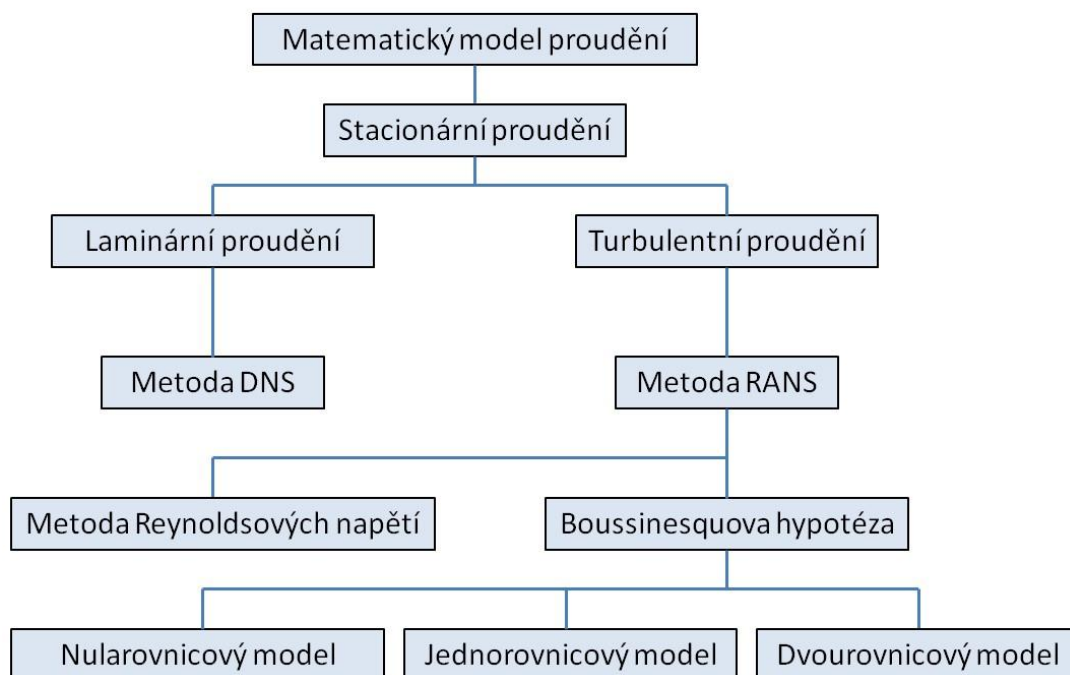 Matematický model proudění
Stacionární proudění
Laminární proudění
Turbulentní proudění
Metoda DNS
Metoda RANS
Metoda Reynoldsových napětí
Boussinesquova hypotéza
Nularovnicový model
Jednorovnicový model
Dvourovnicový model